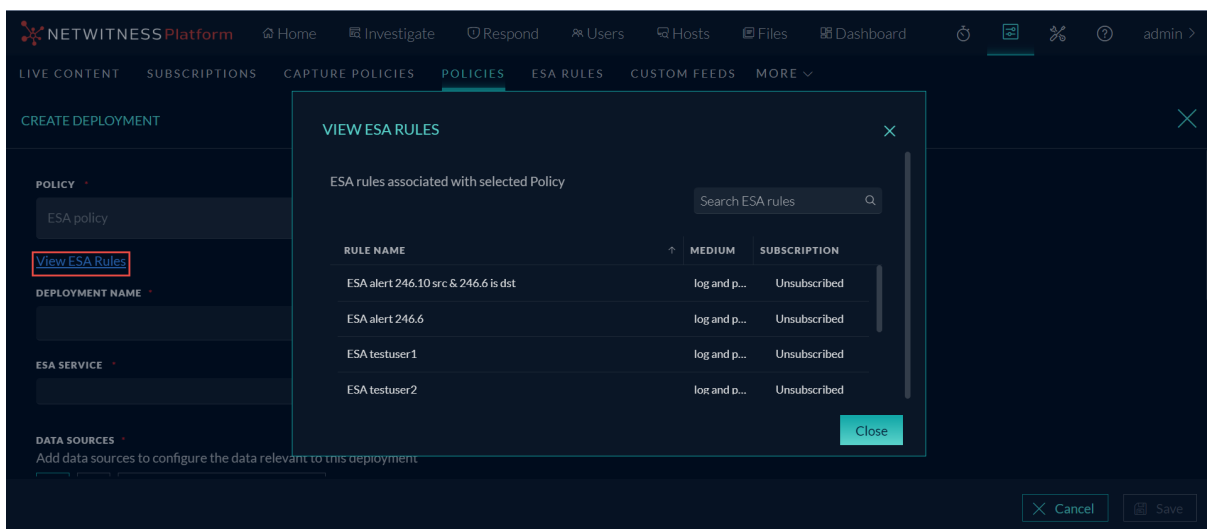 NETWITNESS Platform Home Investigate Respond Users Hosts Files Dashboard admin >
LIVE CONTENT SUBSCRIPTIONS CAPTURE POLICIES POLICIES ESA RULES CUSTOM FEEDS MORE
CREATE DEPLOYMENT
POLICY *
ESA policy
View ESA Rules
DEPLOYMENT NAME *
ESA SERVICE *
DATA SOURCES *
Add data sources to configure the data relevant to this deployment
VIEW ESA RULES
ESA rules associated with selected Policy
Search ESA rules
RULE NAME MEDIUM SUBSCRIPTION
ESA alert 246.10 src & 246.6 is dst log and p... Unsubscribed
ESA alert 246.6 log and p... Unsubscribed
ESA testuser1 log and p... Unsubscribed
ESA testuser2 log and p... Unsubscribed
Close
Cancel Save